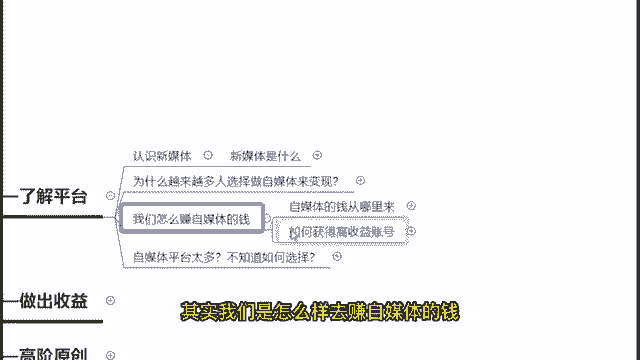 认识新媒体
新媒体是什么
为什么越来越多人选择做自媒体来变现?
了解平台
自媒体的钱从哪里来
我们怎么赚自媒体的钱
如何获得高收益账号
自媒体平台太多?不知道如何选择?
做出收益
其实我们是怎么样去赚自媒体的钱
高阶原创